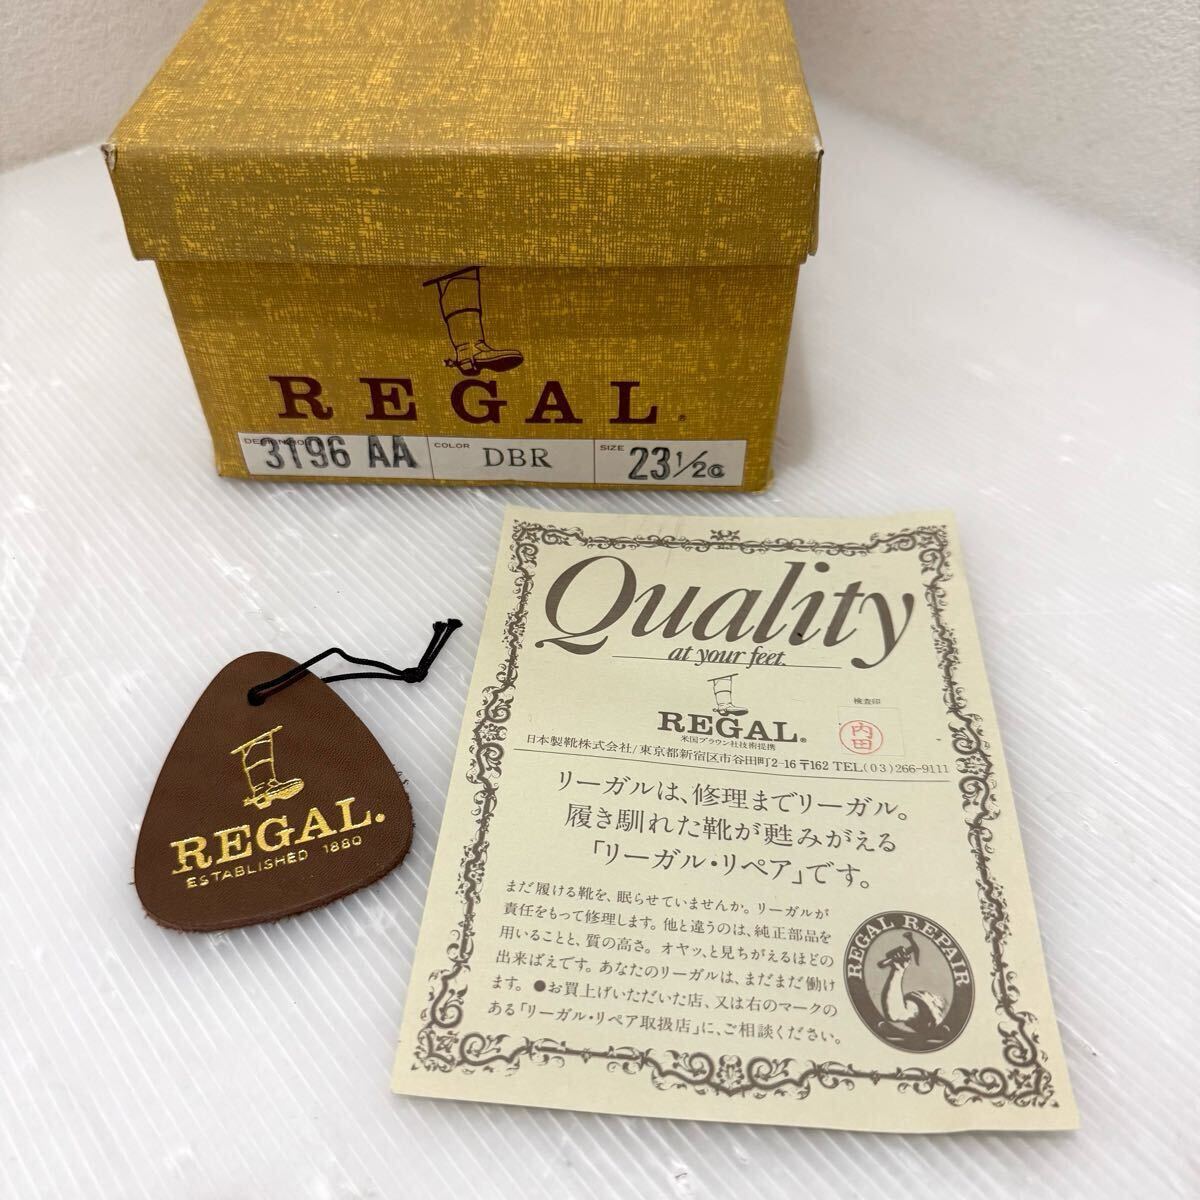 REGAL.
DESIGN NO.
3196 AA
COLOR
DBR
SIZE
23 1/2
REGAL.
ESTABLISHED 1880
Quality
at your feet.
REGAL®
米国ブラウン社技術提携
検査印
内田
日本製靴株式会社/東京都新宿区市谷田町2-16 〒162 TEL(03)266-9111
リーガルは、修理までリーガル。
履き馴れた靴が甦みがえる
「リーガル・リペア」です。
まだ履ける靴を、眠らせていませんか。リーガルが
責任をもって修理します。他と違うのは、純正部品を
用いることと、質の高さ。オヤッ、と見ちがえるほどの
出来ばえです。あなたのリーガルは、まだまだ働け
ます。●お買上げいただいた店、又は右のマークの
ある「リーガル・リペア取扱店」に、ご相談ください。
REGAL REPAIR